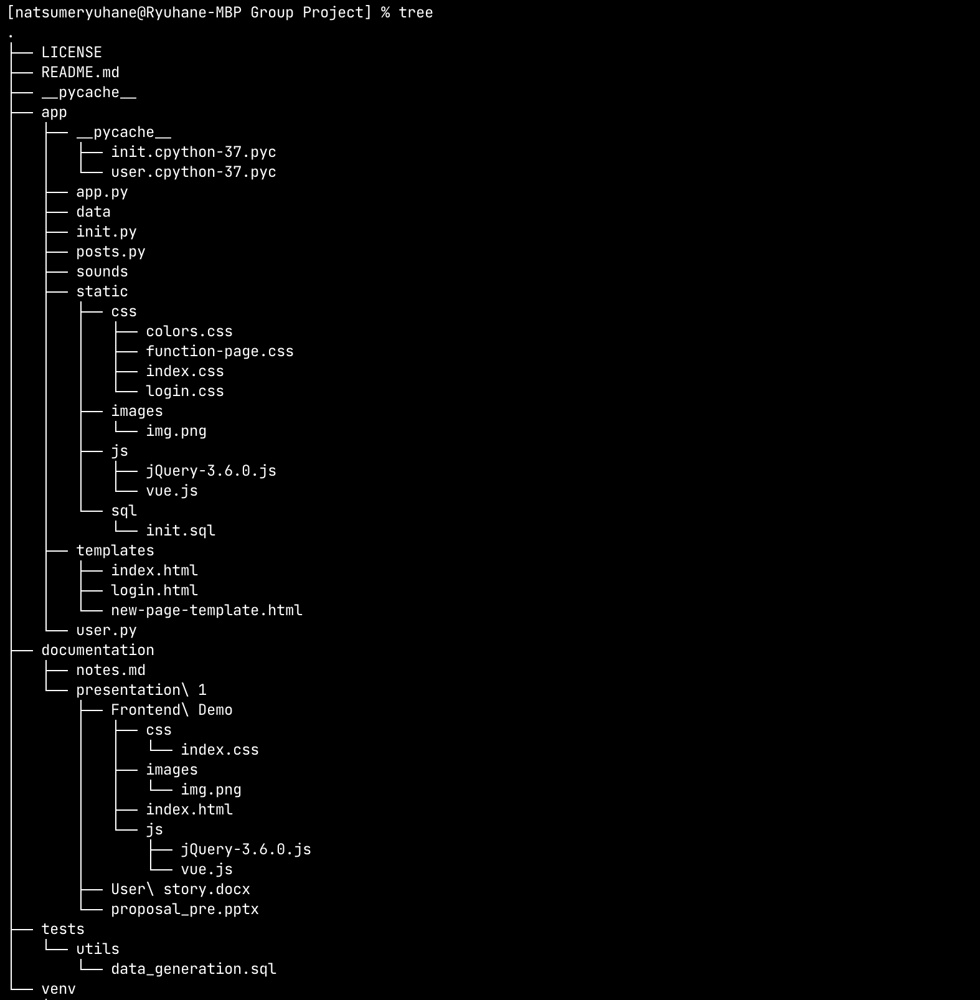 [natsumeryuhane@Ryuhane-MBP Group Project] % tree
.
├── LICENSE
├── README.md
├── __pycache__
├── app
│   ├── __pycache__
│   │   ├── init.cpython-37.pyc
│   │   └── user.cpython-37.pyc
│   ├── app.py
│   ├── data
│   ├── init.py
│   ├── posts.py
│   ├── sounds
│   ├── static
│   │   ├── css
│   │   │   ├── colors.css
│   │   │   ├── function-page.css
│   │   │   ├── index.css
│   │   │   └── login.css
│   │   ├── images
│   │   │   └── img.png
│   │   ├── js
│   │   │   ├── jQuery-3.6.0.js
│   │   │   └── vue.js
│   │   └── sql
│   │       └── init.sql
│   ├── templates
│   │   ├── index.html
│   │   ├── login.html
│   │   └── new-page-template.html
│   └── user.py
├── documentation
│   ├── notes.md
│   └── presentation\ 1
│       ├── Frontend\ Demo
│       │   ├── css
│       │   │   └── index.css
│       │   ├── images
│       │   │   └── img.png
│       │   ├── index.html
│       │   └── js
│       │       ├── jQuery-3.6.0.js
│       │       └── vue.js
│       ├── User\ story.docx
│       └── proposal_pre.pptx
├── tests
│   └── utils
│       └── data_generation.sql
└── venv